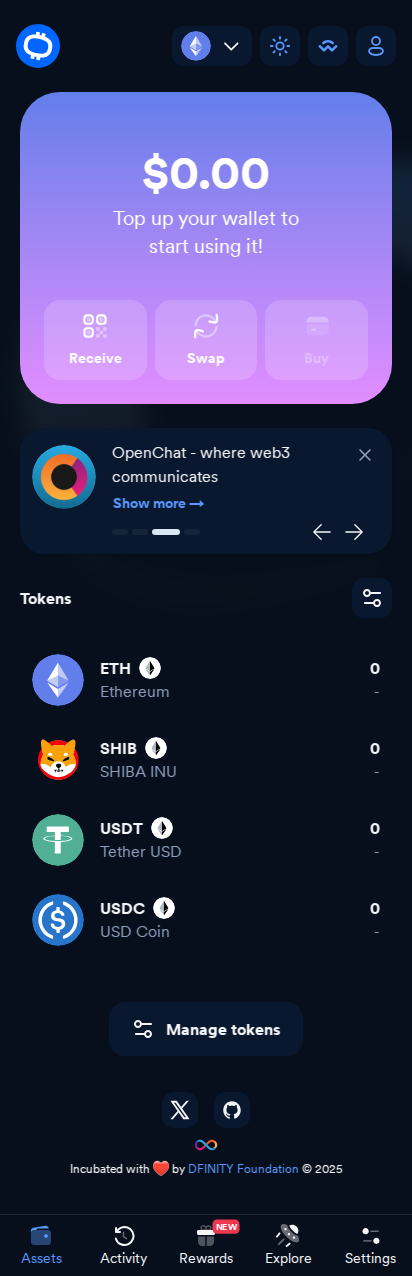 $0.00
Top up your wallet to
start using it!
Receive
Swap
Buy
OpenChat - where web3
communicates
Show more →
Tokens
ETH
0
Ethereum
-
SHIB
0
SHIBA INU
-
USDT
0
Tether USD
-
USDC
0
USD Coin
-
Manage tokens
Incubated with ❤️ by DFINITY Foundation © 2025
NEW
Assets
Activity
Rewards
Explore
Settings